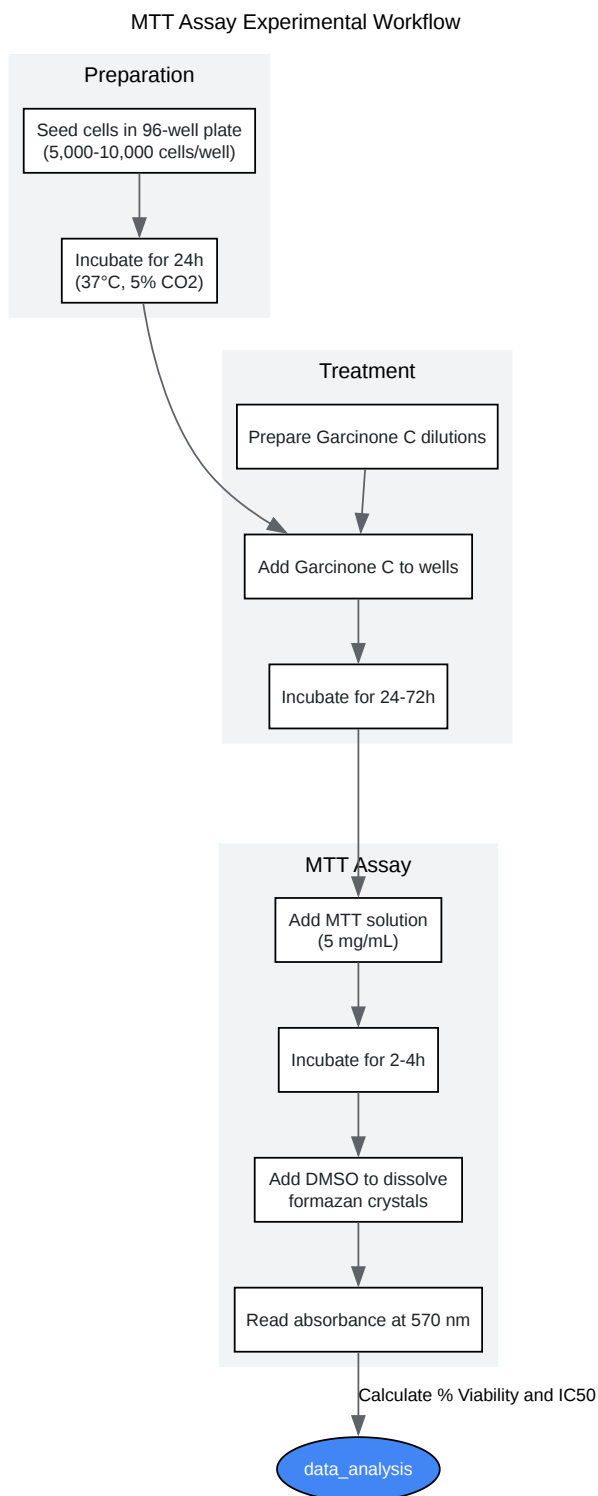 MTT Assay Experimental Workflow
Preparation
Seed cells in 96-well plate
(5,000-10,000 cells/well)
Incubate for 24h
(37°C, 5% CO2)
Treatment
Prepare Garcinone C dilutions
Add Garcinone C to wells
Incubate for 24-72h
MTT Assay
Add MTT solution
(5 mg/mL)
Incubate for 2-4h
Add DMSO to dissolve
formazan crystals
Read absorbance at 570 nm
Calculate % Viability and IC50
data_analysis